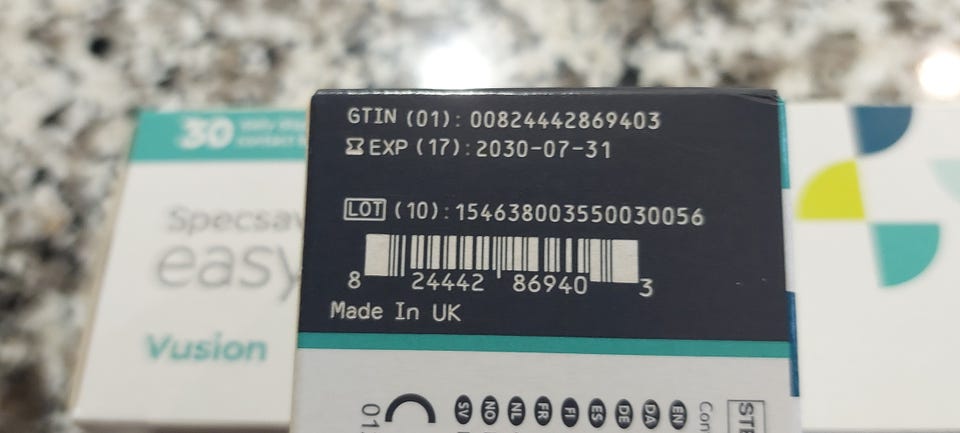 GTIN (01): 00824442869403
EXP (17): 2030-07-31
LOT (10): 154638003550030056
8 24442 86940 3
Made In UK
30
contact
easy
Vusion
SV NO NL FR FI ES DE DA EN